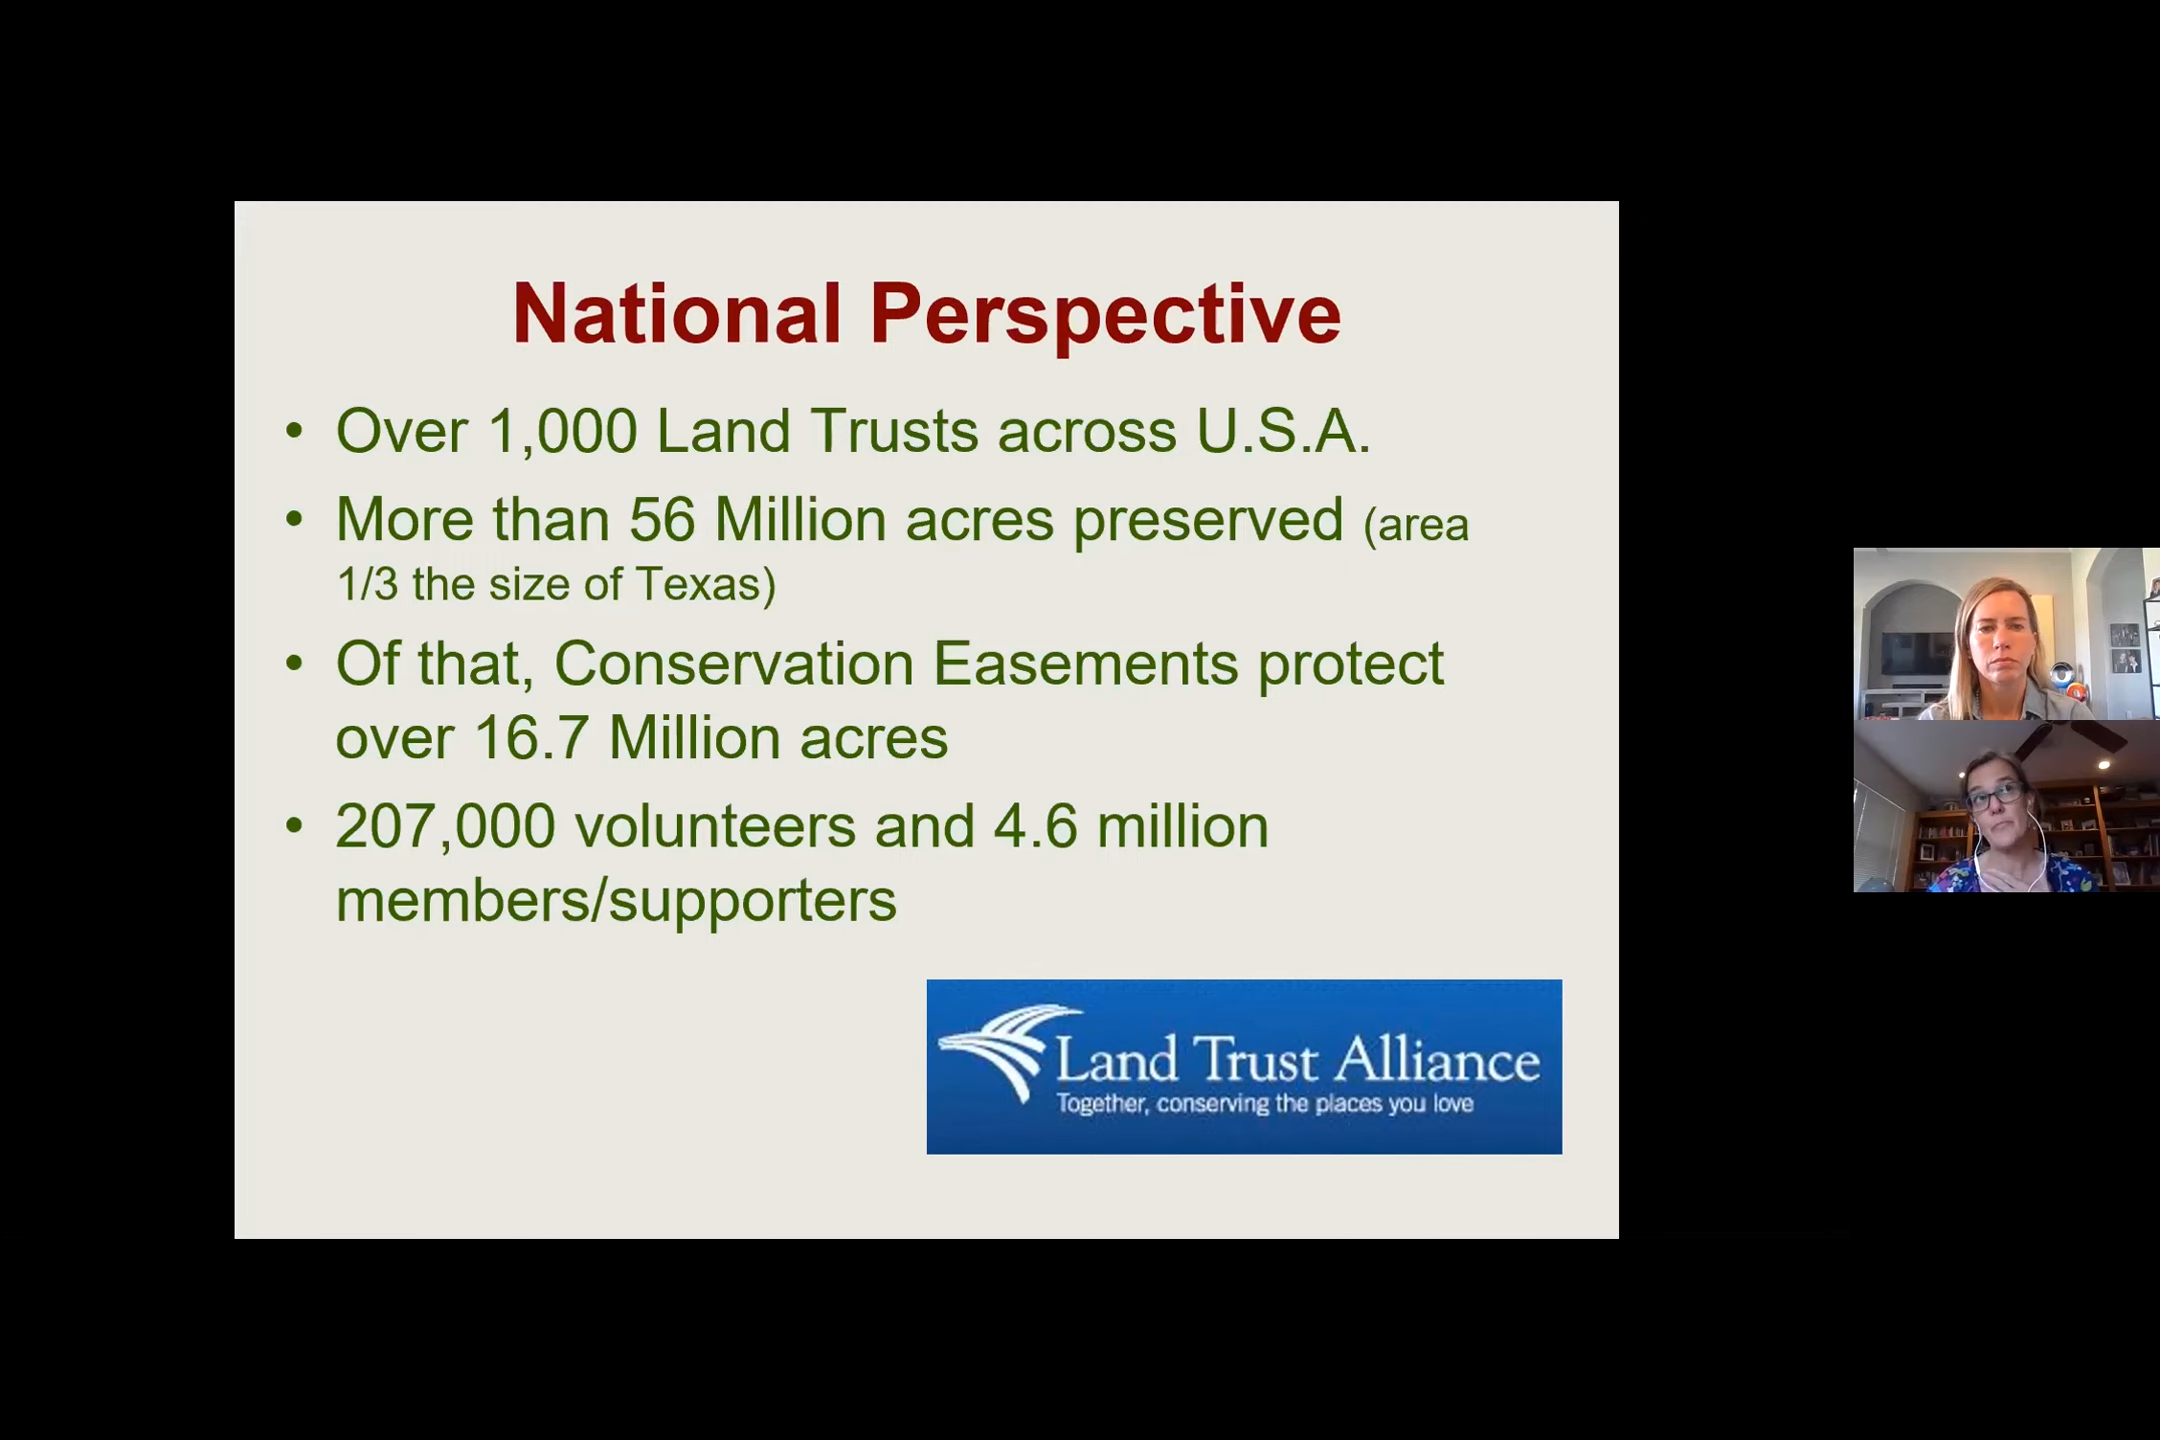 National Perspective
• Over 1,000 Land Trusts across U.S.A.
• More than 56 Million acres preserved (area
1/3 the size of Texas)
• Of that, Conservation Easements protect
over 16.7 Million acres
• 207,000 volunteers and 4.6 million
members/supporters
Land Trust Alliance
Together, conserving the places you love